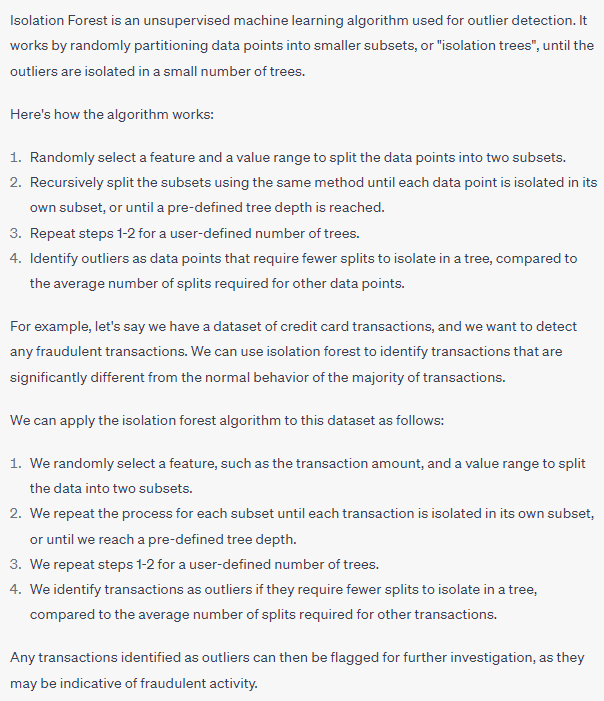 Isolation Forest is an unsupervised machine learning algorithm used for outlier detection. It
works by randomly partitioning data points into smaller subsets, or "isolation trees", until the
outliers are isolated in a small number of trees.
Here's how the algorithm works:
1. Randomly select a feature and a value range to split the data points into two subsets.
2. Recursively split the subsets using the same method until each data point is isolated in its
own subset, or until a pre-defined tree depth is reached.
3. Repeat steps 1-2 for a user-defined number of trees.
4. Identify outliers as data points that require fewer splits to isolate in a tree, compared to
the average number of splits required for other data points.
For example, let's say we have a dataset of credit card transactions, and we want to detect
any fraudulent transactions. We can use isolation forest to identify transactions that are
significantly different from the normal behavior of the majority of transactions.
We can apply the isolation forest algorithm to this dataset as follows:
1. We randomly select a feature, such as the transaction amount, and a value range to split
the data into two subsets.
2. We repeat the process for each subset until each transaction is isolated in its own subset,
or until we reach a pre-defined tree depth.
3. We repeat steps 1-2 for a user-defined number of trees.
4. We identify transactions as outliers if they require fewer splits to isolate in a tree,
compared to the average number of splits required for other transactions.
Any transactions identified as outliers can then be flagged for further investigation, as they
may be indicative of fraudulent activity.